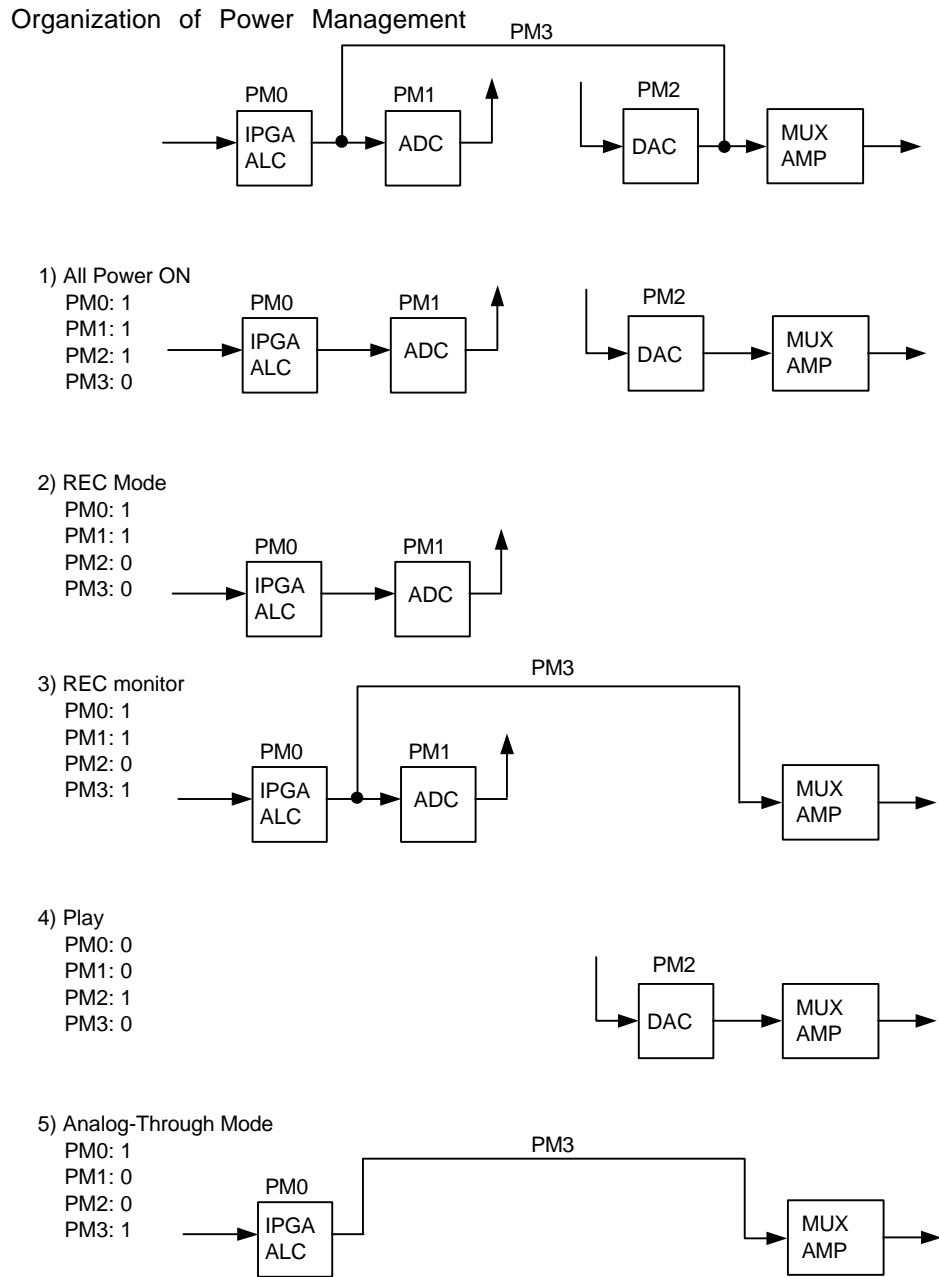 Organization of Power Management
PM3
PM0
PM1
PM2
IPGA
ALC
ADC
DAC
MUX
AMP
1) All Power ON
PM0: 1
PM1: 1
PM2: 1
PM3: 0
PM0
PM1
PM2
IPGA
ALC
ADC
DAC
MUX
AMP
2) REC Mode
PM0: 1
PM1: 1
PM2: 0
PM3: 0
PM0
PM1
IPGA
ALC
ADC
3) REC monitor
PM0: 1
PM1: 1
PM2: 0
PM3: 1
PM3
PM0
PM1
IPGA
ALC
ADC
MUX
AMP
4) Play
PM0: 0
PM1: 0
PM2: 1
PM3: 0
PM2
DAC
MUX
AMP
5) Analog-Through Mode
PM0: 1
PM1: 0
PM2: 0
PM3: 1
PM3
PM0
IPGA
ALC
MUX
AMP